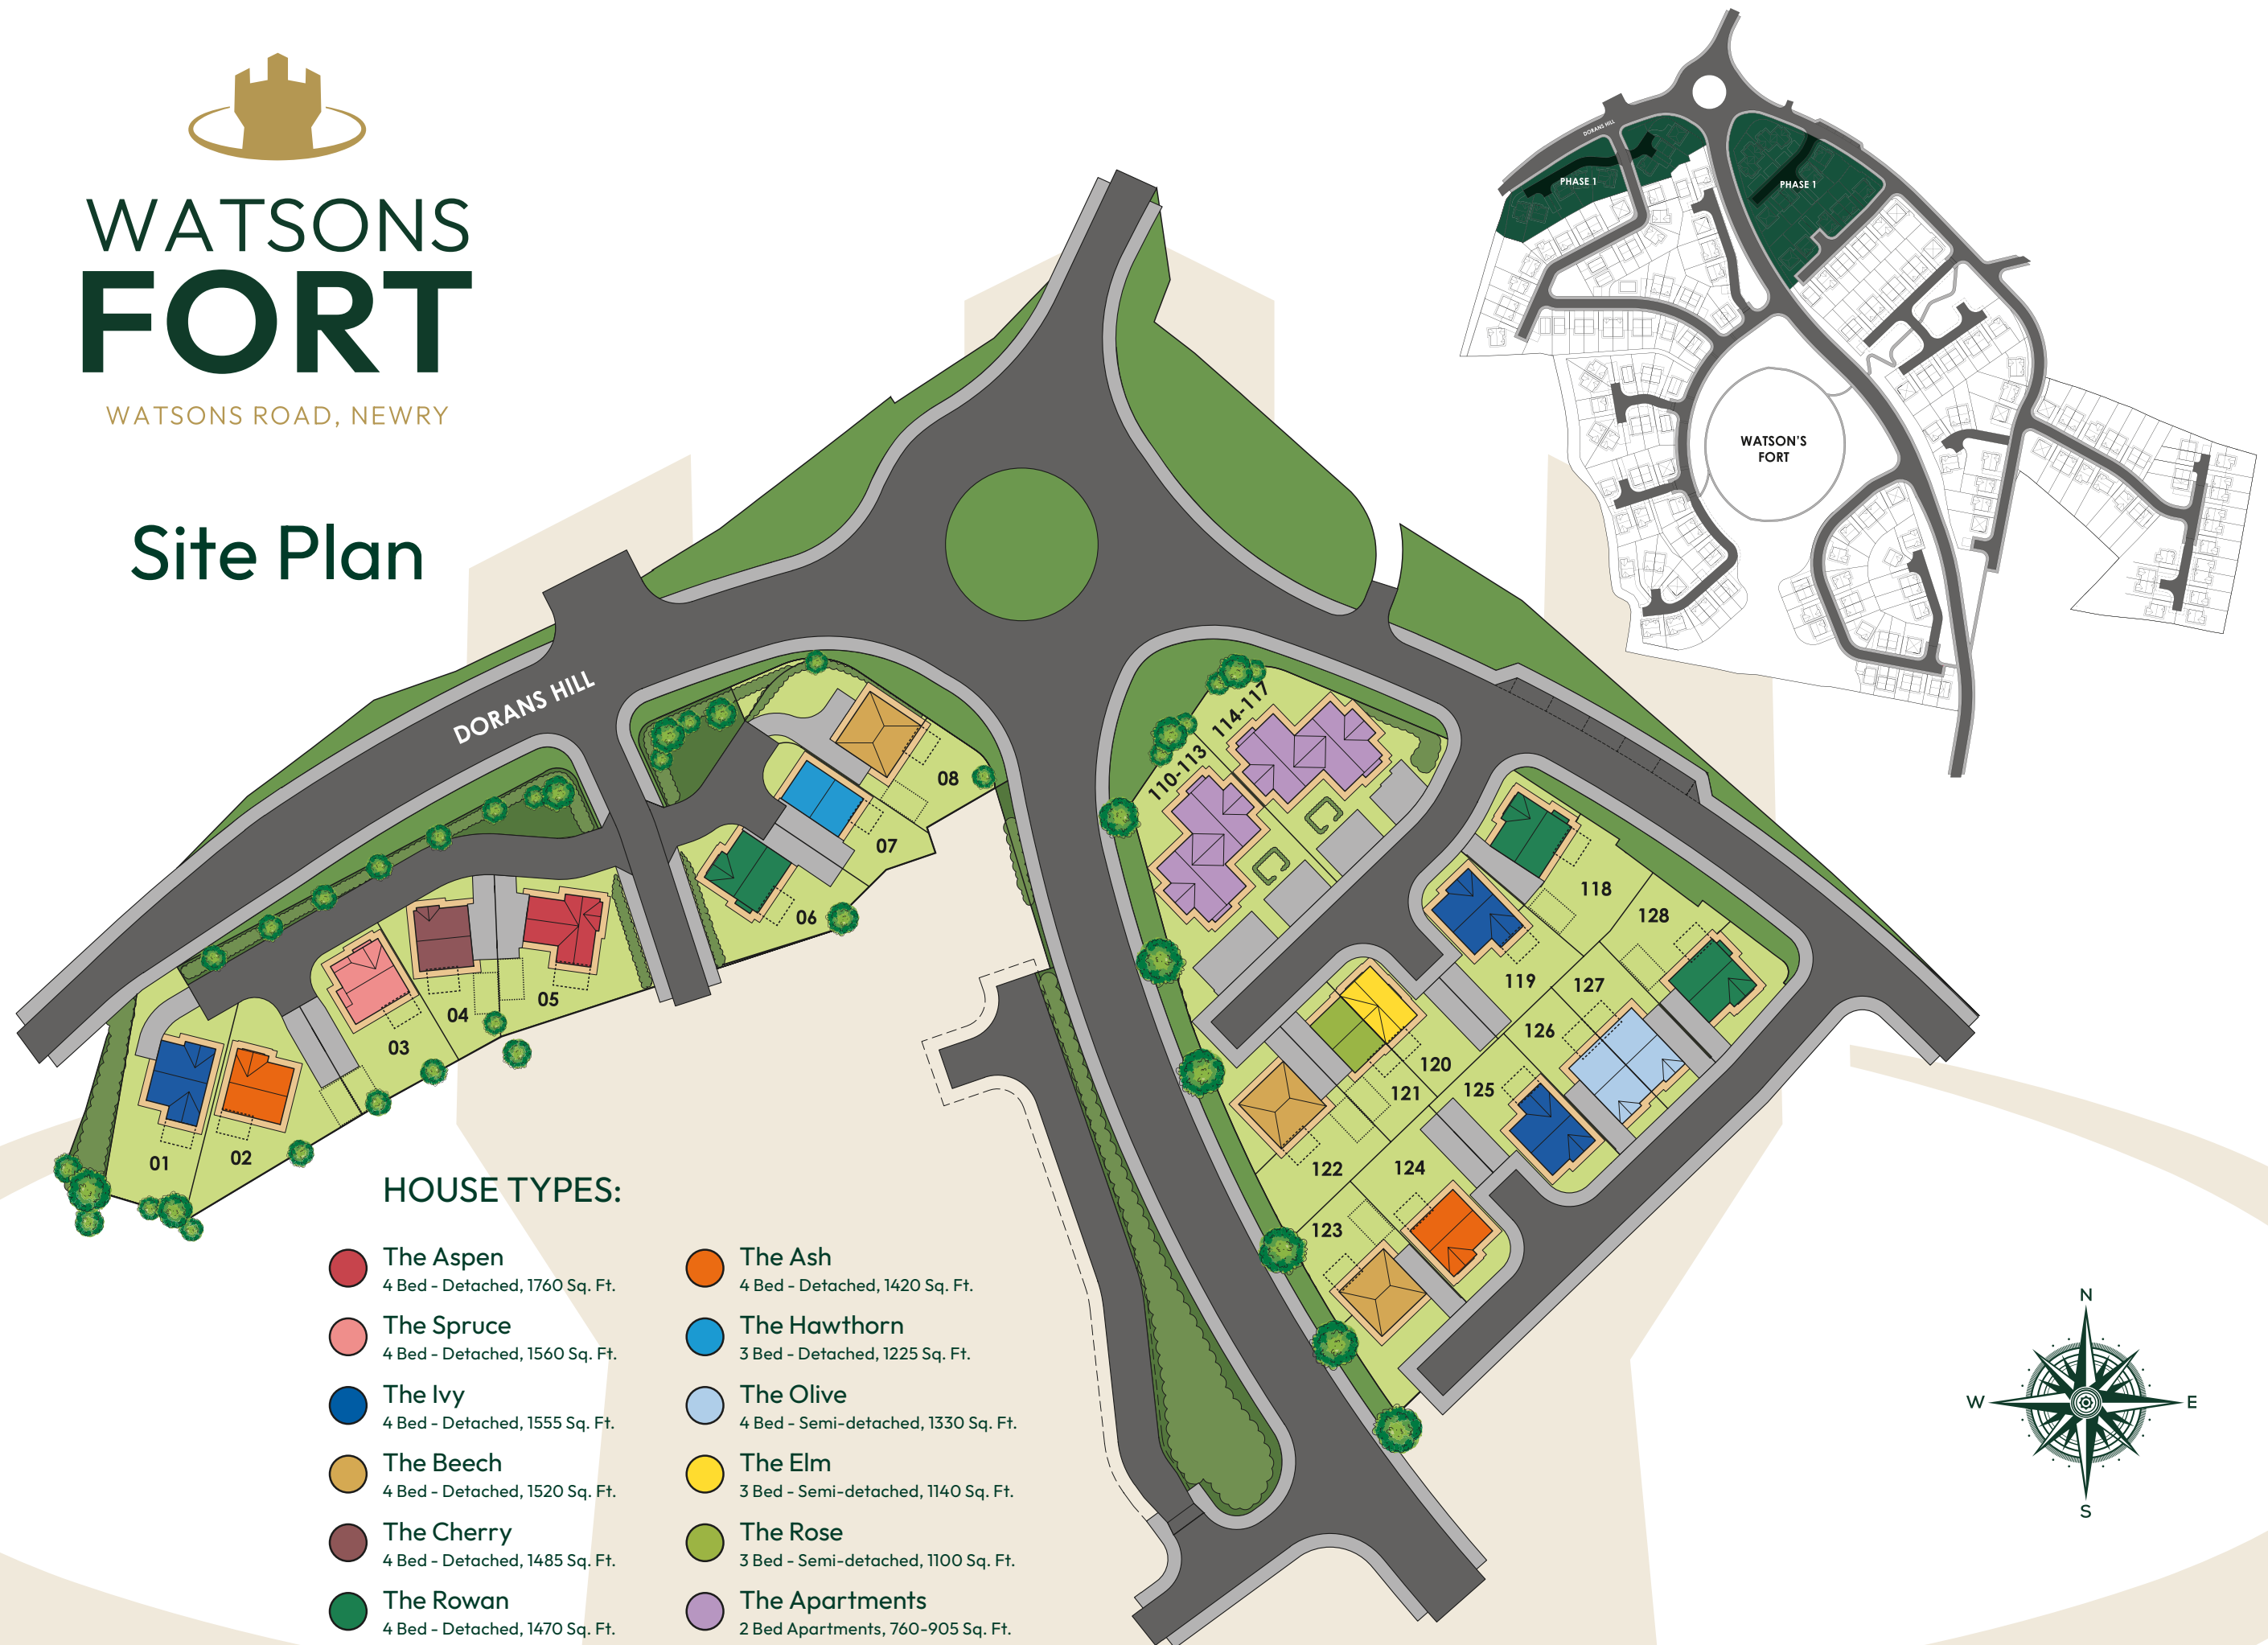 WATSONS
FORT
WATSONS ROAD, NEWRY
Site Plan
DORANS HILL
PHASE 1
PHASE 1
WATSON'S
FORT
DORANS HILL
01
02
03
04
05
06
07
08
110-113
114-117
118
119
120
121
122
123
124
125
126
127
128
HOUSE TYPES:
The Aspen
4 Bed - Detached, 1760 Sq. Ft.
The Spruce
4 Bed - Detached, 1560 Sq. Ft.
The Ivy
4 Bed - Detached, 1555 Sq. Ft.
The Beech
4 Bed - Detached, 1520 Sq. Ft.
The Cherry
4 Bed - Detached, 1485 Sq. Ft.
The Rowan
4 Bed - Detached, 1470 Sq. Ft.
The Ash
4 Bed - Detached, 1420 Sq. Ft.
The Hawthorn
3 Bed - Detached, 1225 Sq. Ft.
The Olive
4 Bed - Semi-detached, 1330 Sq. Ft.
The Elm
3 Bed - Semi-detached, 1140 Sq. Ft.
The Rose
3 Bed - Semi-detached, 1100 Sq. Ft.
The Apartments
2 Bed Apartments, 760-905 Sq. Ft.
N
W
E
S